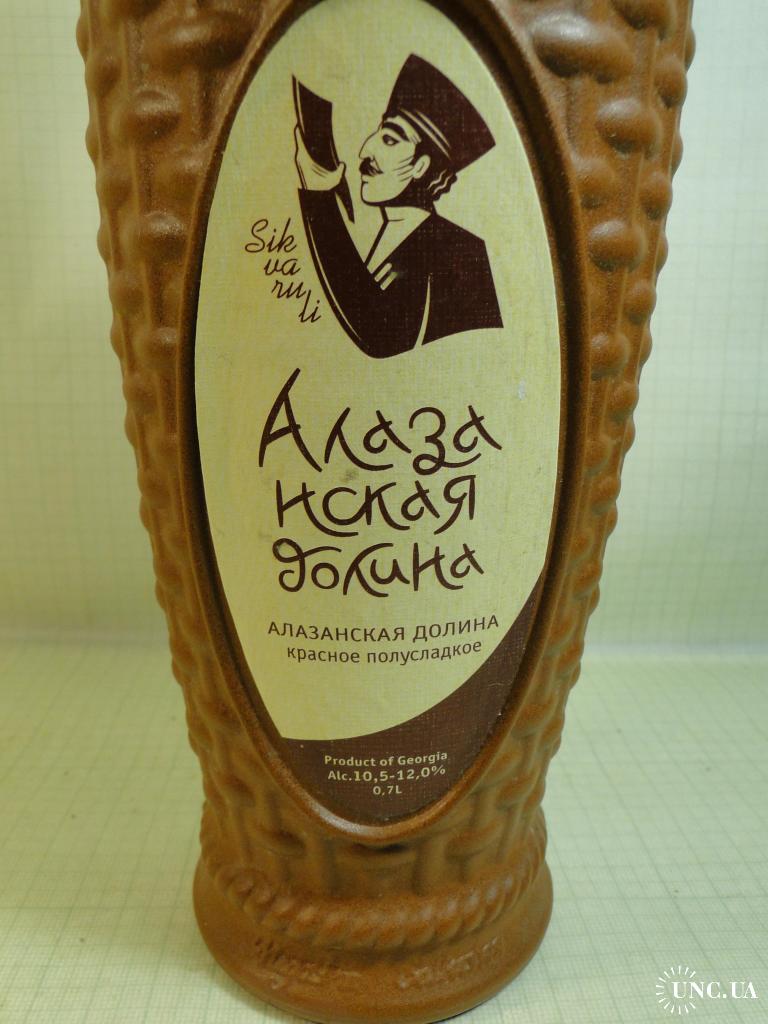 Sik
va
ru
li
Алаза
нская
долина
АЛАЗАНСКАЯ ДОЛИНА
красное полусладкое
Product of Georgia
Alc.10,5-12,0%
0,7L
UNC.UA